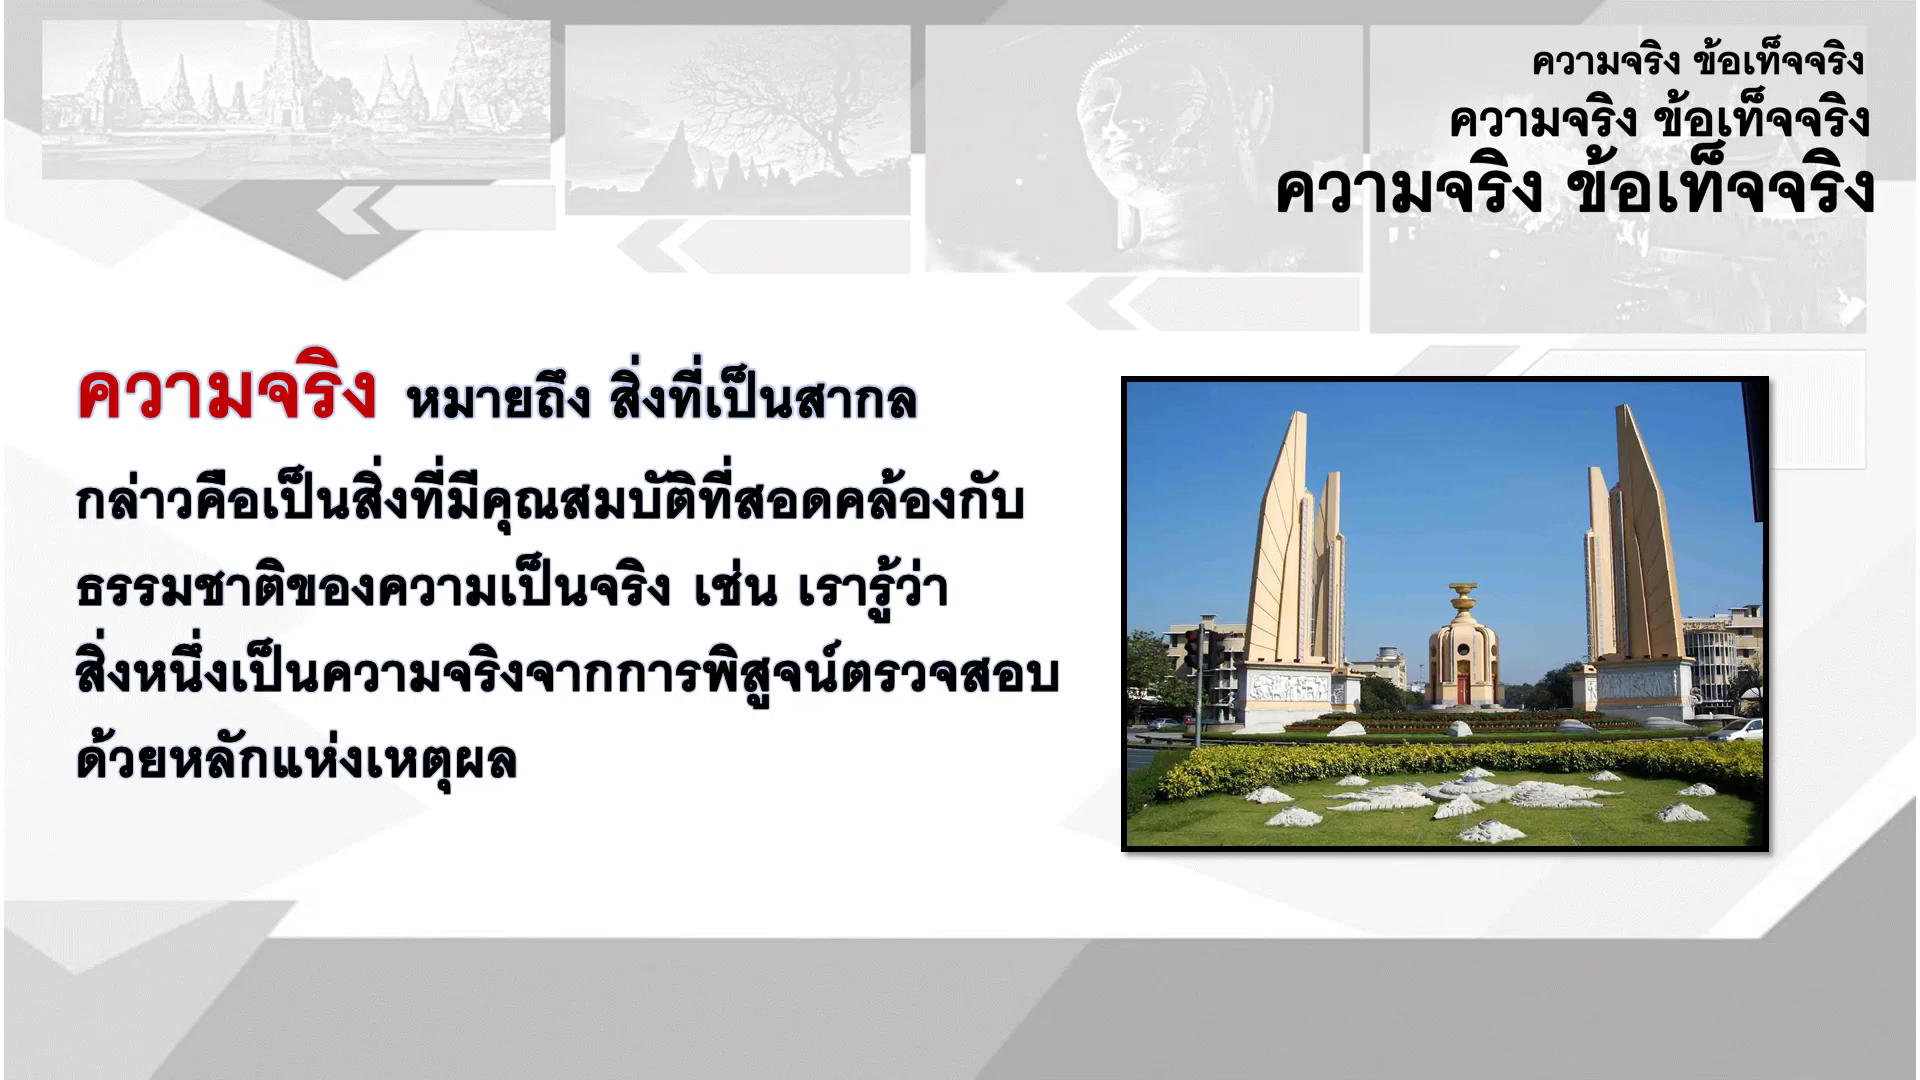 ความจริง ข้อเท็จจริง
ความจริง ข้อเท็จจริง
ความจริง ข้อเท็จจริง
ความจริง หมายถึง สิ่งที่เป็นสากล
กล่าวคือเป็นสิ่งที่มีคุณสมบัติที่สอดคล้องกับ
ธรรมชาติของความเป็นจริง เช่น เรารู้ว่า
สิ่งหนึ่งเป็นความจริงจากการพิสูจน์ตรวจสอบ
ด้วยหลักแห่งเหตุผล